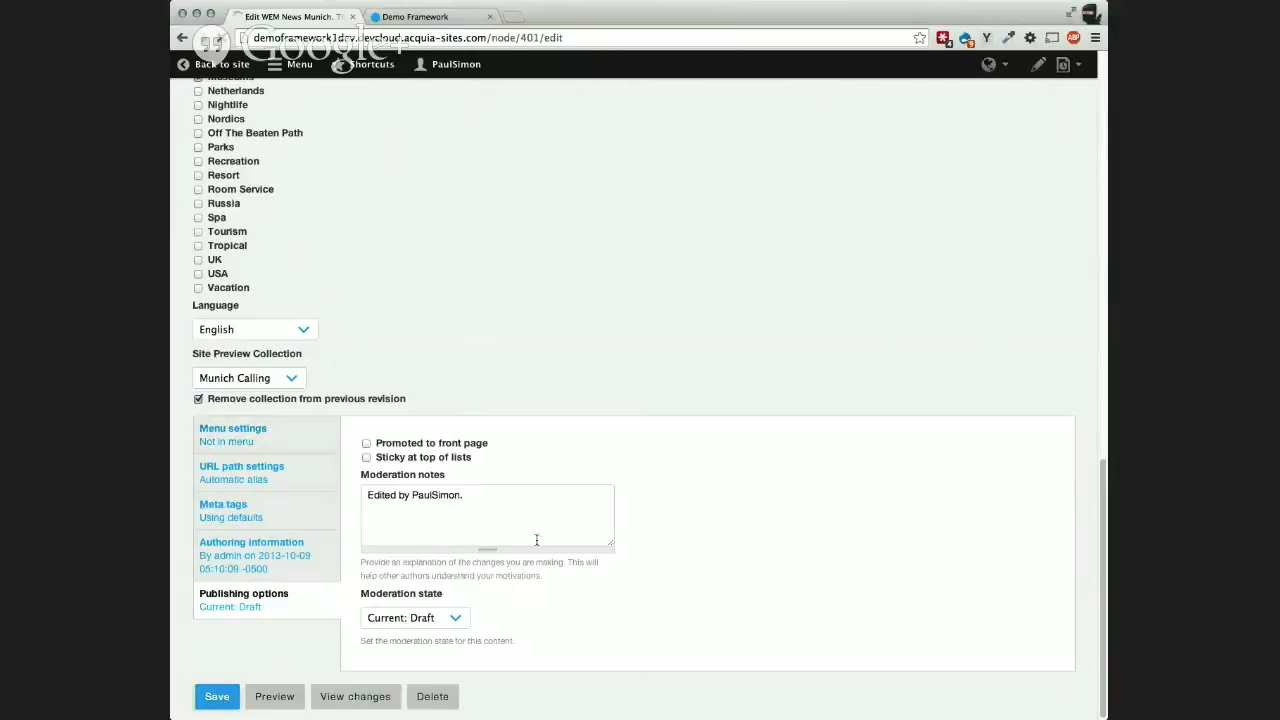 Edit WEM News Munich. Th
Demo Framework
Google+
demoframework1dev.devcloud.acquia-sites.com/node/401/edit
Back to site
Menu
Shortcuts
PaulSimon
Museums
Netherlands
Nightlife
Nordics
Off The Beaten Path
Parks
Recreation
Resort
Room Service
Russia
Spa
Tourism
Tropical
UK
USA
Vacation
Language
English
Site Preview Collection
Munich Calling
Remove collection from previous revision
Menu settings
Not in menu
URL path settings
Automatic alias
Meta tags
Using defaults
Authoring information
By admin on 2013-10-09
05:10:09 -0500
Publishing options
Current: Draft
Promoted to front page
Sticky at top of lists
Moderation notes
Edited by PaulSimon.
Provide an explanation of the changes you are making. This will
help other authors understand your motivations.
Moderation state
Current: Draft
Set the moderation state for this content.
Save
Preview
View changes
Delete